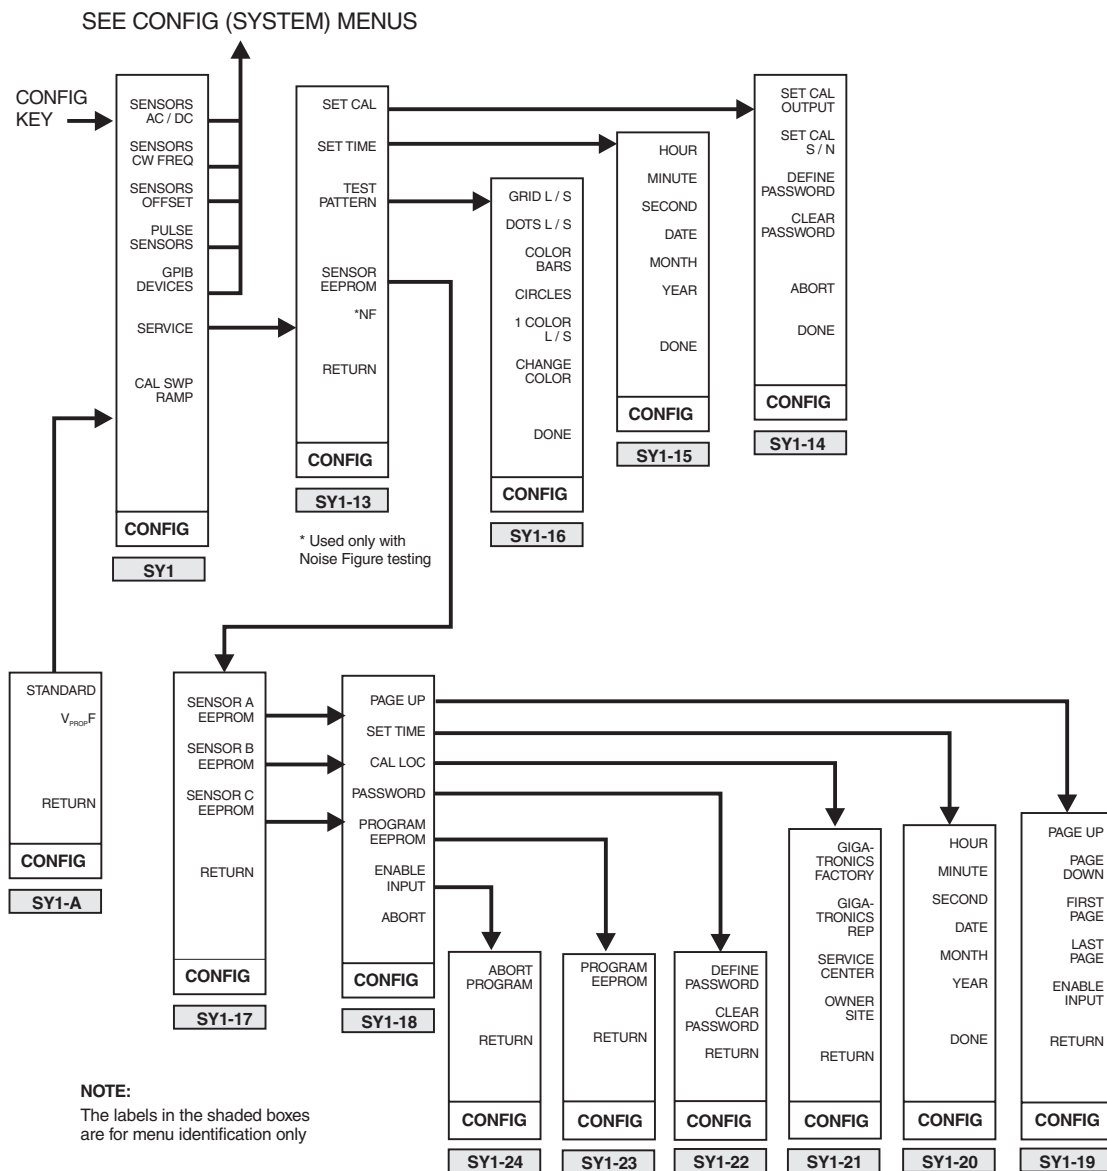 SEE CONFIG (SYSTEM) MENUS
CONFIG
KEY
SENSORS
AC / DC
SENSORS
CW FREQ
SENSORS
OFFSET
PULSE
SENSORS
GPIB
DEVICES
SERVICE
CAL SWP
RAMP
CONFIG
SY1
SET CAL
SET TIME
TEST
PATTERN
SENSOR
EEPROM
*NF
RETURN
CONFIG
SY1-13
* Used only with
Noise Figure testing
GRID L / S
DOTS L / S
COLOR
BARS
CIRCLES
1 COLOR
L / S
CHANGE
COLOR
DONE
CONFIG
SY1-16
HOUR
MINUTE
SECOND
DATE
MONTH
YEAR
DONE
CONFIG
SY1-15
SET CAL
OUTPUT
SET CAL
S / N
DEFINE
PASSWORD
CLEAR
PASSWORD
ABORT
DONE
CONFIG
SY1-14
STANDARD
VPROPF
RETURN
CONFIG
SY1-A
SENSOR A
EEPROM
SENSOR B
EEPROM
SENSOR C
EEPROM
RETURN
CONFIG
SY1-17
PAGE UP
SET TIME
CAL LOC
PASSWORD
PROGRAM
EEPROM
ENABLE
INPUT
ABORT
CONFIG
SY1-18
ABORT
PROGRAM
RETURN
CONFIG
SY1-24
PROGRAM
EEPROM
RETURN
CONFIG
SY1-23
DEFINE
PASSWORD
CLEAR
PASSWORD
RETURN
CONFIG
SY1-22
GIGA-
TRONICS
FACTORY
GIGA-
TRONICS
REP
SERVICE
CENTER
OWNER
SITE
RETURN
CONFIG
SY1-21
HOUR
MINUTE
SECOND
DATE
MONTH
YEAR
DONE
CONFIG
SY1-20
PAGE UP
PAGE
DOWN
FIRST
PAGE
LAST
PAGE
ENABLE
INPUT
RETURN
CONFIG
SY1-19
NOTE:
The labels in the shaded boxes
are for menu identification only